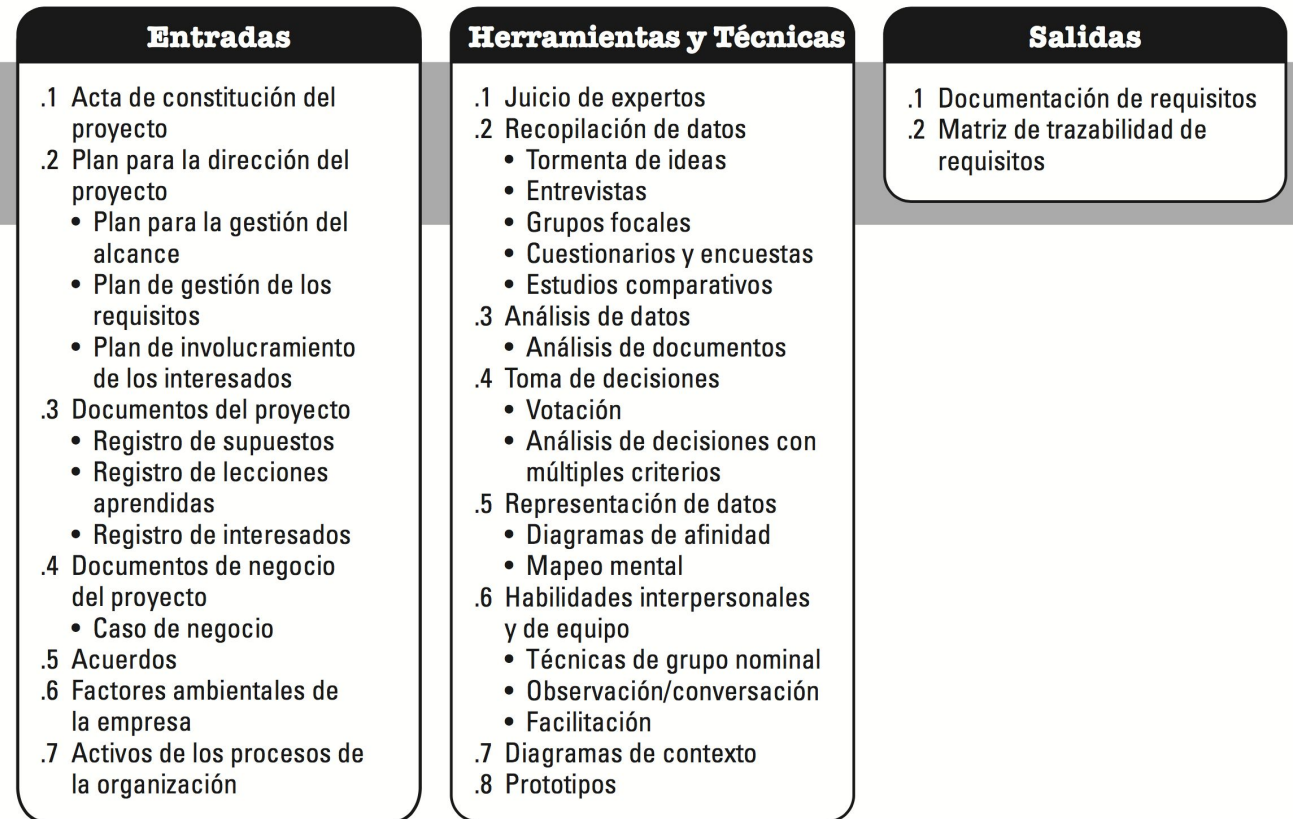 Entradas
.1 Acta de constitución del
proyecto
.2 Plan para la dirección del
proyecto
• Plan para la gestión del
alcance
• Plan de gestión de los
requisitos
• Plan de involucramiento
de los interesados
.3 Documentos del proyecto
• Registro de supuestos
• Registro de lecciones
aprendidas
• Registro de interesados
.4 Documentos de negocio
del proyecto
• Caso de negocio
.5 Acuerdos
.6 Factores ambientales de
la empresa
.7 Activos de los procesos de
la organización
Herramientas y Técnicas
.1 Juicio de expertos
.2 Recopilación de datos
• Tormenta de ideas
• Entrevistas
• Grupos focales
• Cuestionarios y encuestas
• Estudios comparativos
.3 Análisis de datos
• Análisis de documentos
.4 Toma de decisiones
• Votación
• Análisis de decisiones con
múltiples criterios
.5 Representación de datos
• Diagramas de afinidad
• Mapeo mental
.6 Habilidades interpersonales
y de equipo
• Técnicas de grupo nominal
• Observación/conversación
• Facilitación
.7 Diagramas de contexto
.8 Prototipos
Salidas
.1 Documentación de requisitos
.2 Matriz de trazabilidad de
requisitos